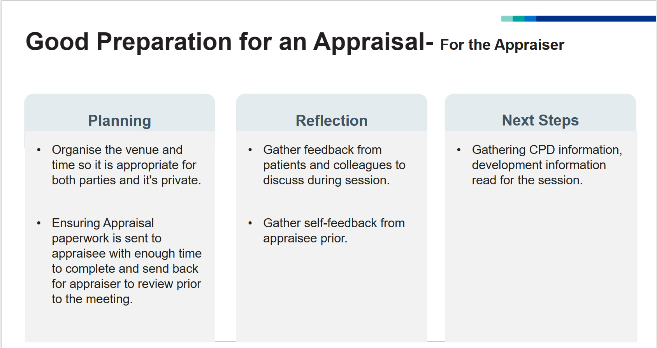 Good Preparation for an Appraisal- For the Appraiser
Planning
• Organise the venue and
time so it is appropriate for
both parties and it's private.
• Ensuring Appraisal
paperwork is sent to
appraisee with enough time
to complete and send back
for appraiser to review prior
to the meeting.
Reflection
• Gather feedback from
patients and colleagues to
discuss during session.
• Gather self-feedback from
appraisee prior.
Next Steps
• Gathering CPD information,
development information
read for the session.